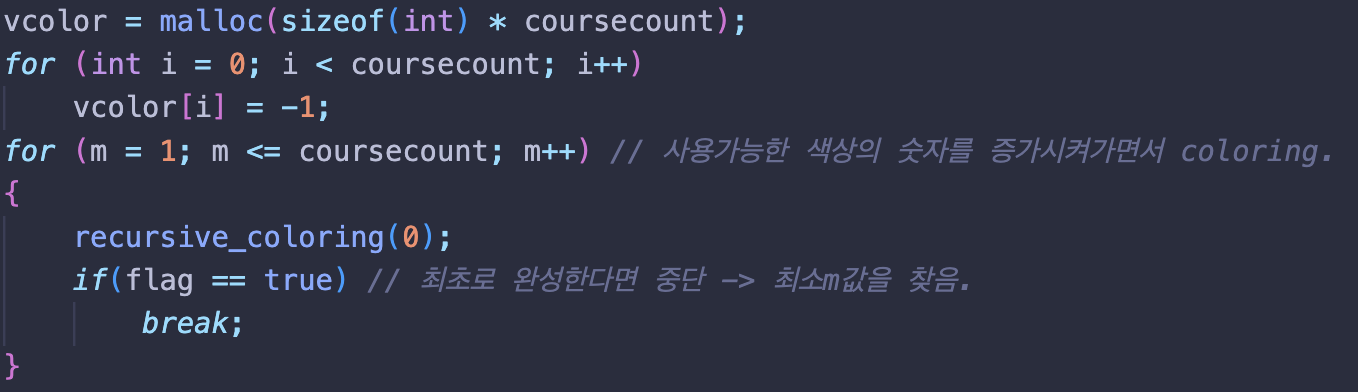 vcolor = malloc(sizeof(int) * coursecount);
for (int i = 0; i < coursecount; i++)
    vcolor[i] = -1;
for (m = 1; m <= coursecount; m++) // 사용가능한 색상의 숫자를 증가시켜가면서 coloring.
{
    recursive_coloring(0);
    if(flag == true) // 최초로 완성한다면 중단 -> 최소m값을 찾음.
        break;
}